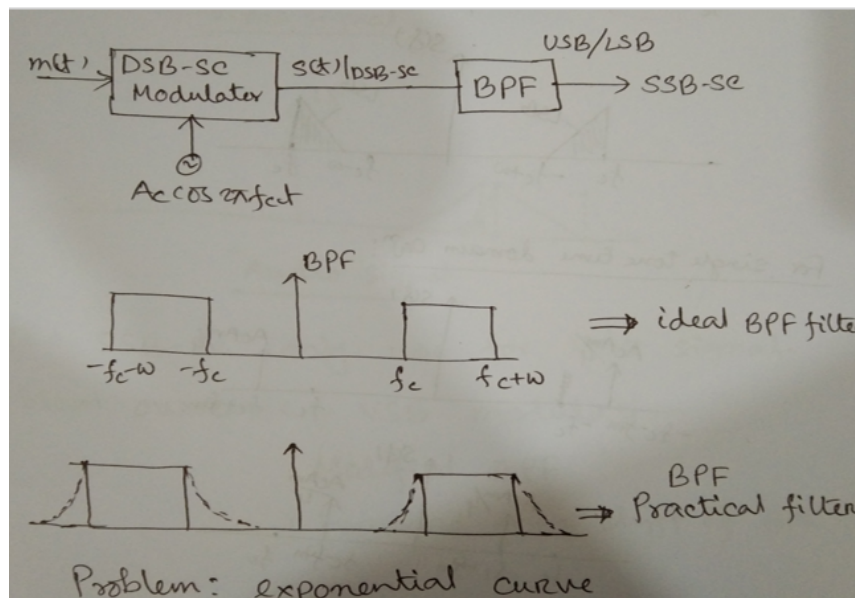 USB/LSB
m(t) DSB-SC Modulater S(t)|DSB-SC BPF SSB-SC
Ac cos 2πfct
BPF
ideal BPF filte
-fc-w -fc fc fc+w
BPF
Practical filter
Problem: exponential curve